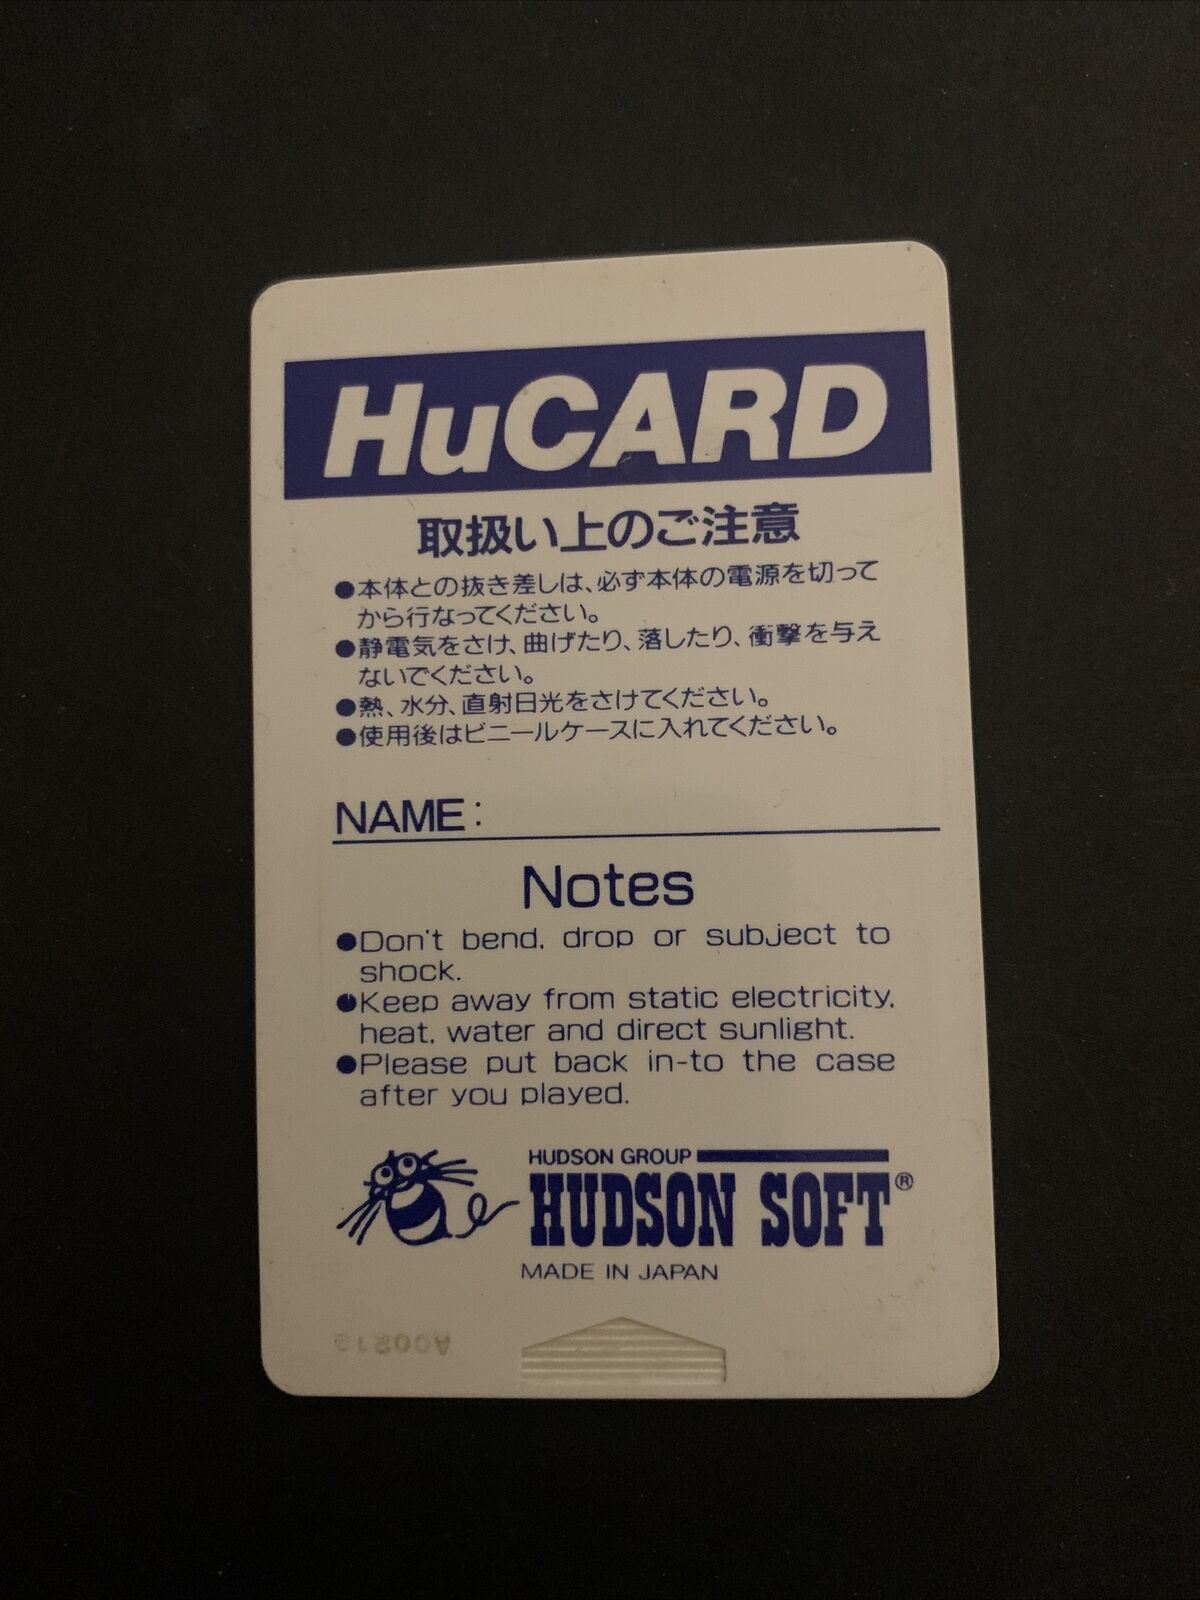 HuCARD
取扱い上のご注意
●本体との抜き差しは、必ず本体の電源を切って
から行なってください。
●静電気をさけ、曲げたり、落したり、衝撃を与え
ないでください。
●熱、水分、直射日光をさけてください。
●使用後はビニールケースに入れてください。
NAME:
Notes
●Don't bend, drop or subject to
shock.
●Keep away from static electricity,
heat, water and direct sunlight.
●Please put back in-to the case
after you played.
HUDSON GROUP
HUDSON SOFT®
MADE IN JAPAN